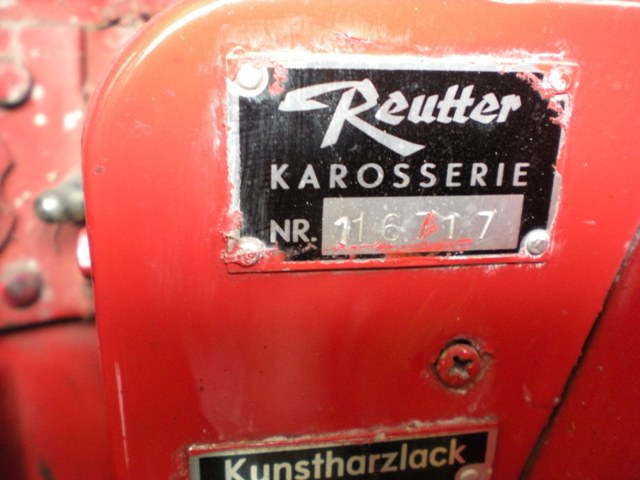 Reutter
KAROSSERIE
NR. 116717
Kunstharzlack